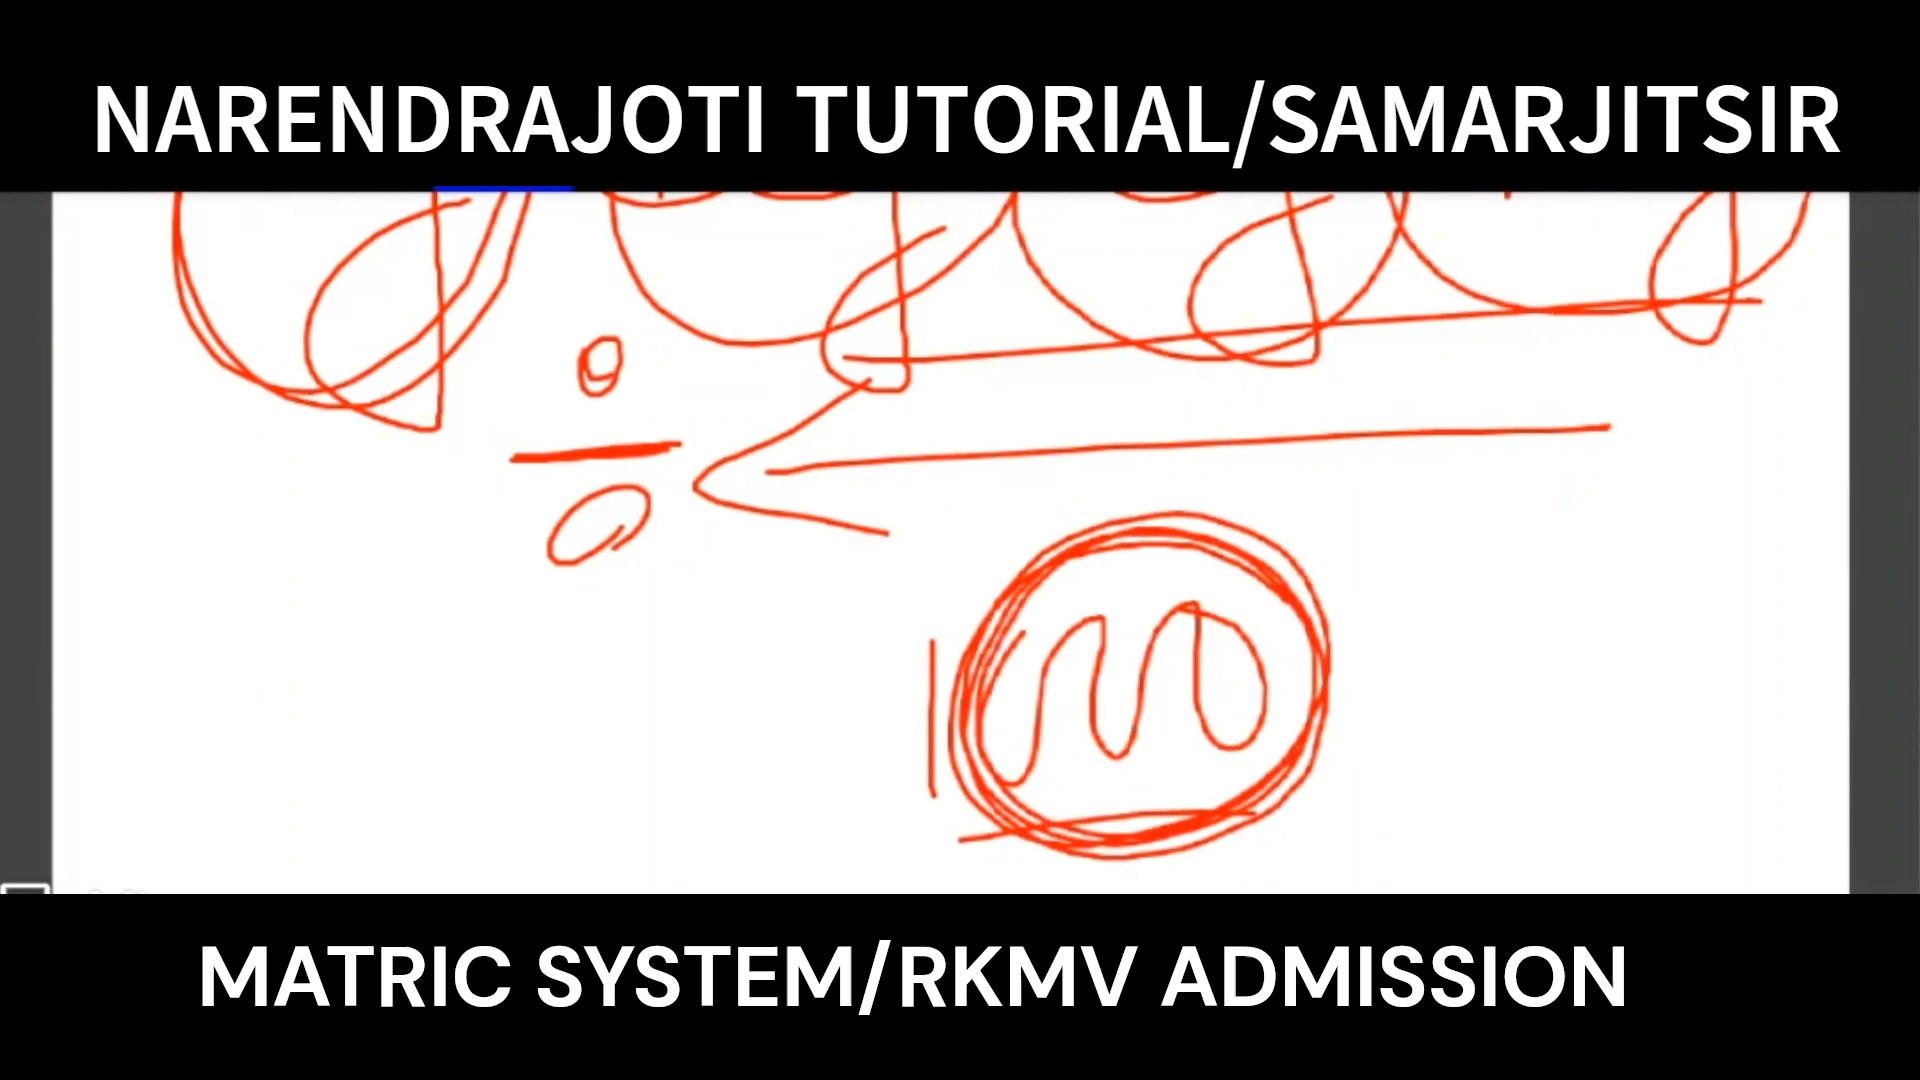 NARENDRAJOTI TUTORIAL/SAMARJITSIR
÷
m
MATRIC SYSTEM/RKMV ADMISSION